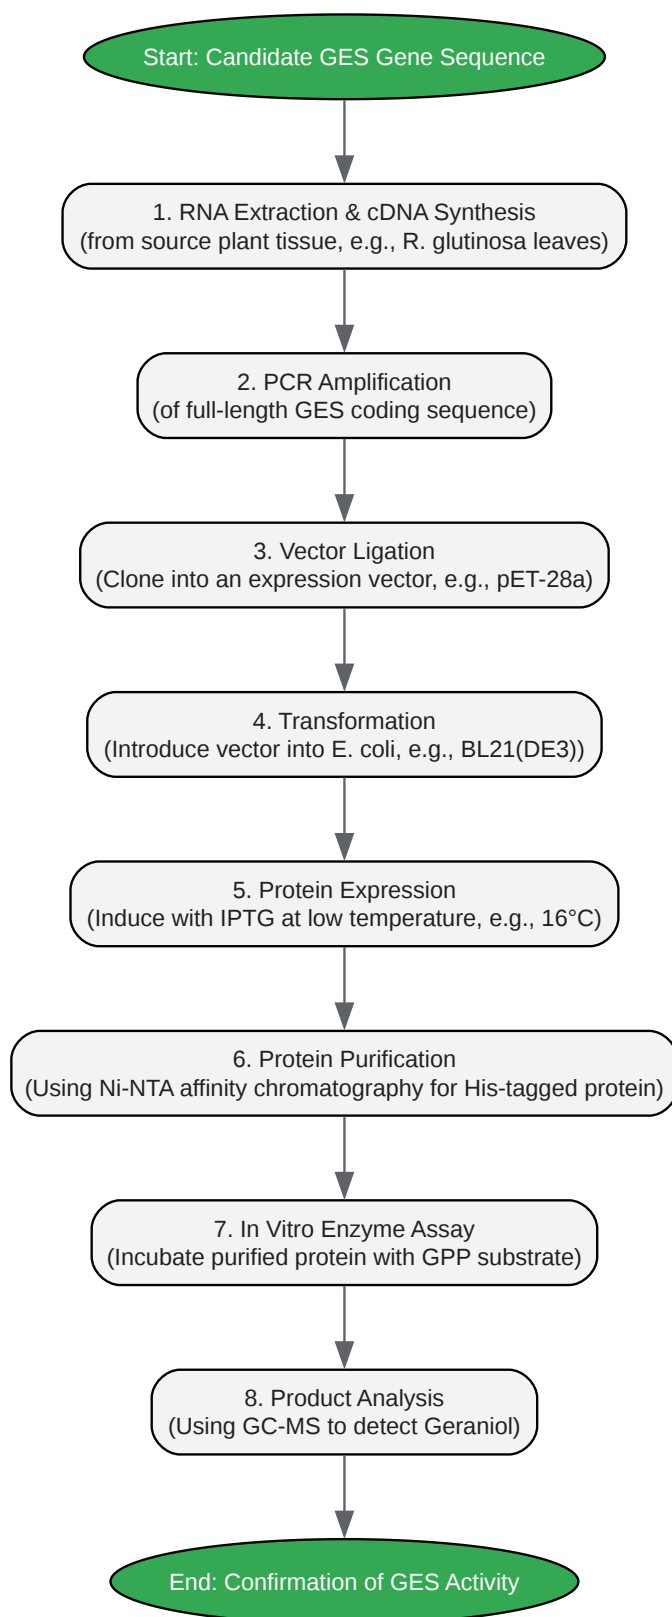 Start: Candidate GES Gene Sequence
1. RNA Extraction & cDNA Synthesis
(from source plant tissue, e.g., R. glutinosa leaves)
2. PCR Amplification
(of full-length GES coding sequence)
3. Vector Ligation
(Clone into an expression vector, e.g., pET-28a)
4. Transformation
(Introduce vector into E. coli, e.g., BL21(DE3))
5. Protein Expression
(Induce with IPTG at low temperature, e.g., 16°C)
6. Protein Purification
(Using Ni-NTA affinity chromatography for His-tagged protein)
7. In Vitro Enzyme Assay
(Incubate purified protein with GPP substrate)
8. Product Analysis
(Using GC-MS to detect Geraniol)
End: Confirmation of GES Activity